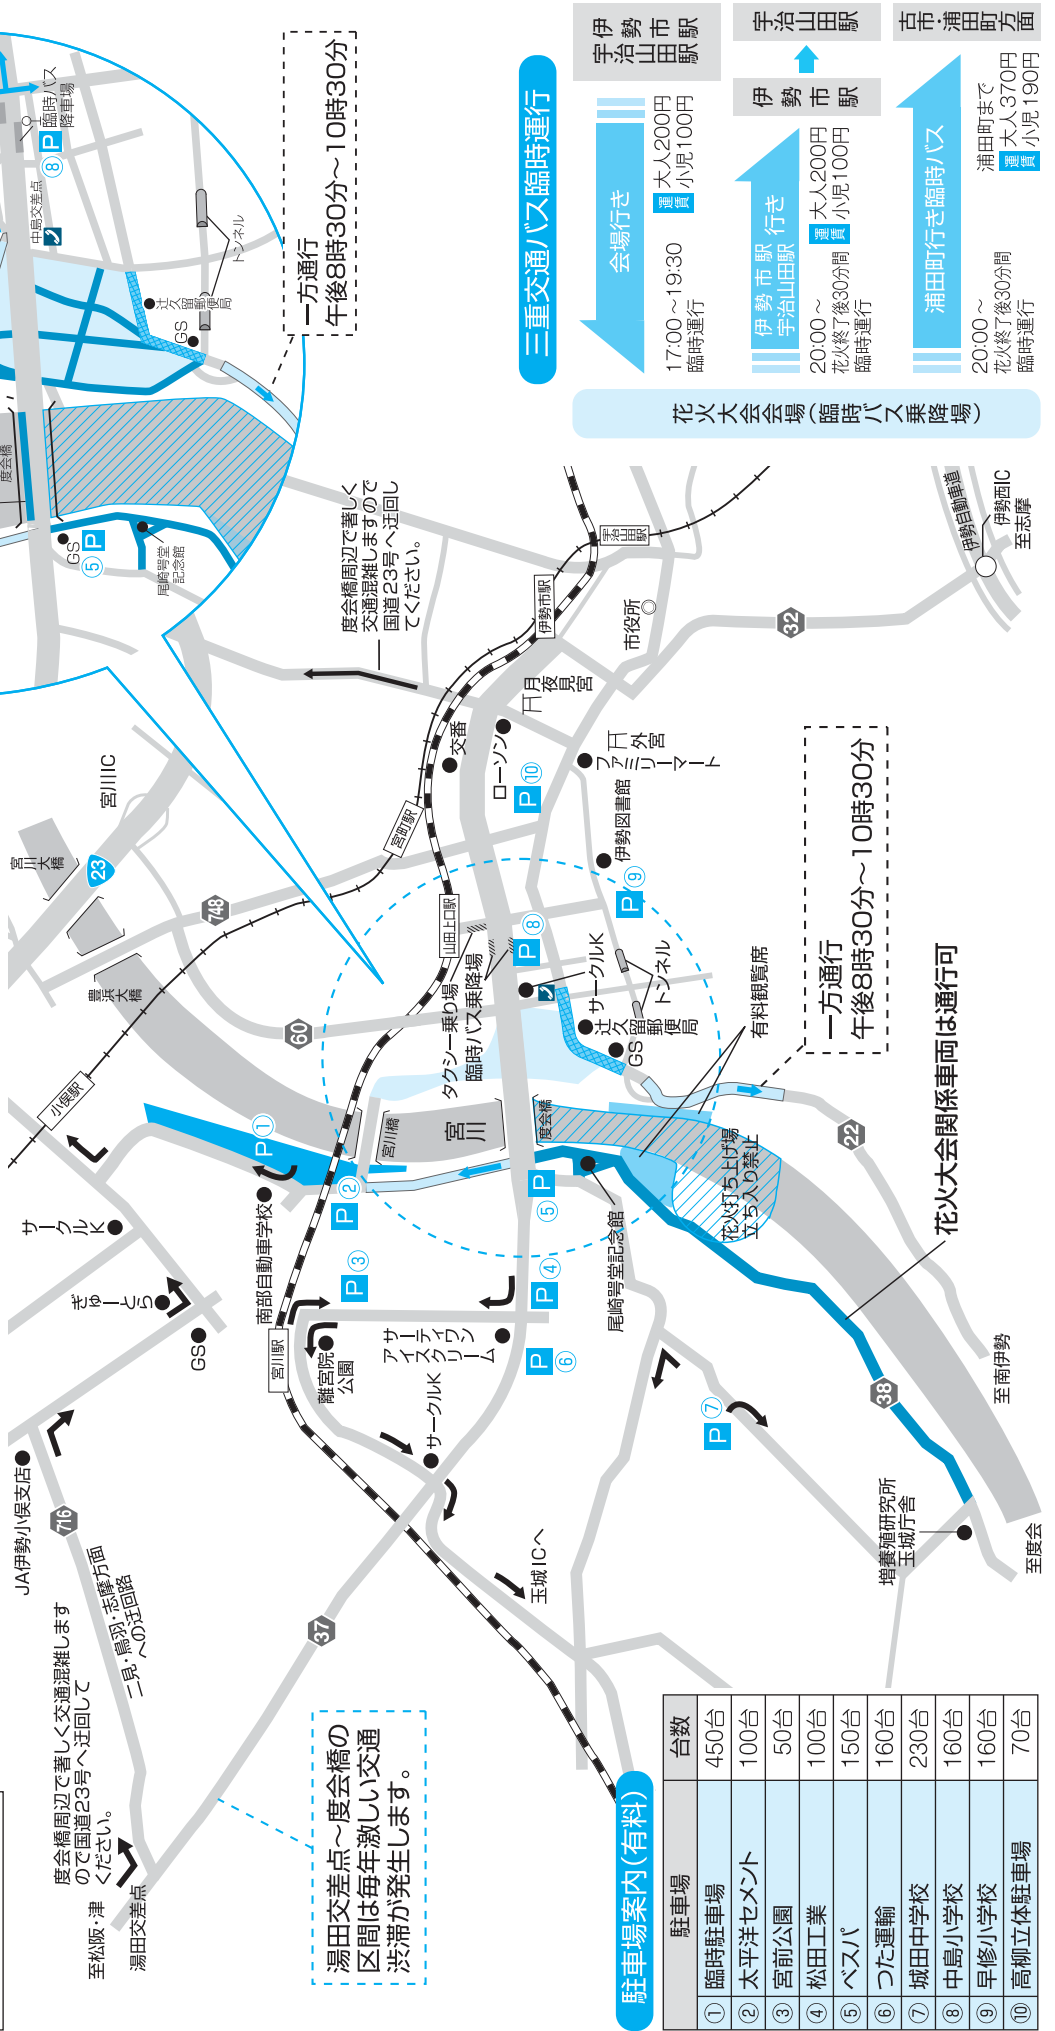 度会橋周辺で著しく交通混雑します
ので国道23号へ迂回して
ください。
至松阪・津
湯田交差点
JA伊勢小俣支店
716
二見・鳥羽・志摩方面
への迂回路
37
湯田交差点〜度会橋の
区間は毎年激しい交通
渋滞が発生します。
GS
ぎゅーとら
サークルK
小俣駅
豊浜大橋
宮川大橋
23
宮川IC
748
60
南部自動車学校
P①
P②
P③
宮川駅
離宮院公園
サーティワン
アイスクリーム
サークルK
P④
P⑤
P⑥
P⑦
玉城ICへ
宮川橋
宮川
度会橋
タクシー乗り場
臨時バス乗降場
山田上口駅
宮町駅
交番
ローソン
P⑩
月夜見宮
伊勢市駅
宇治山田駅
市役所
外宮
ファミリーマート
伊勢図書館
P⑨
P⑧
サークルK
辻久留郵便局
GS
トンネル
有料観覧席
花火打ち上げ場
立ち入り禁止
尾崎咢堂記念館
一方通行
午後8時30分〜10時30分
22
32
38
花火大会関係車両は通行可
至南伊勢
至度会
増養殖研究所
玉城庁舎
伊勢自動車道
伊勢西IC
至志摩
度会橋周辺で著しく
交通混雑しますので
国道23号へ迂回し
てください。
度会橋
GS
⑤P
尾崎咢堂
記念館
中島交差点
⑧P
臨時バス
降車場
辻久留郵便局
GS
トンネル
一方通行
午後8時30分〜10時30分
駐車場案内(有料)
駐車場 台数
① 臨時駐車場 450台
② 太平洋セメント 100台
③ 宮前公園 50台
④ 松田工業 100台
⑤ ベスパ 150台
⑥ つた運輸 160台
⑦ 城田中学校 230台
⑧ 中島小学校 160台
⑨ 早修小学校 160台
⑩ 高柳立体駐車場 70台
三重交通バス臨時運行
花火大会会場(臨時バス乗降場)
会場行き
17:00〜19:30
臨時運行
運賃 大人200円
小児100円
伊勢市駅
宇治山田駅
伊勢市駅
宇治山田駅 行き
20:00〜
花火終了後30分間
臨時運行
運賃 大人200円
小児100円
伊勢市駅
宇治山田駅
浦田町行き臨時バス
20:00〜
花火終了後30分間
臨時運行
浦田町まで
運賃 大人370円
小児190円
古市・浦田町方面